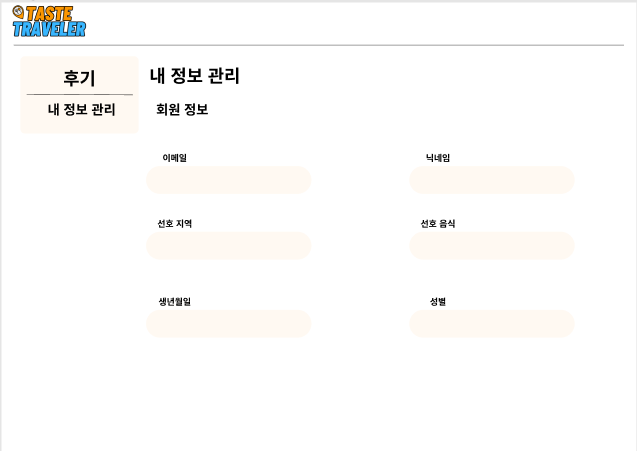 TASTE
TRAVELER
후기
내 정보 관리
내 정보 관리
회원 정보
이메일
닉네임
선호 지역
선호 음식
생년월일
성별